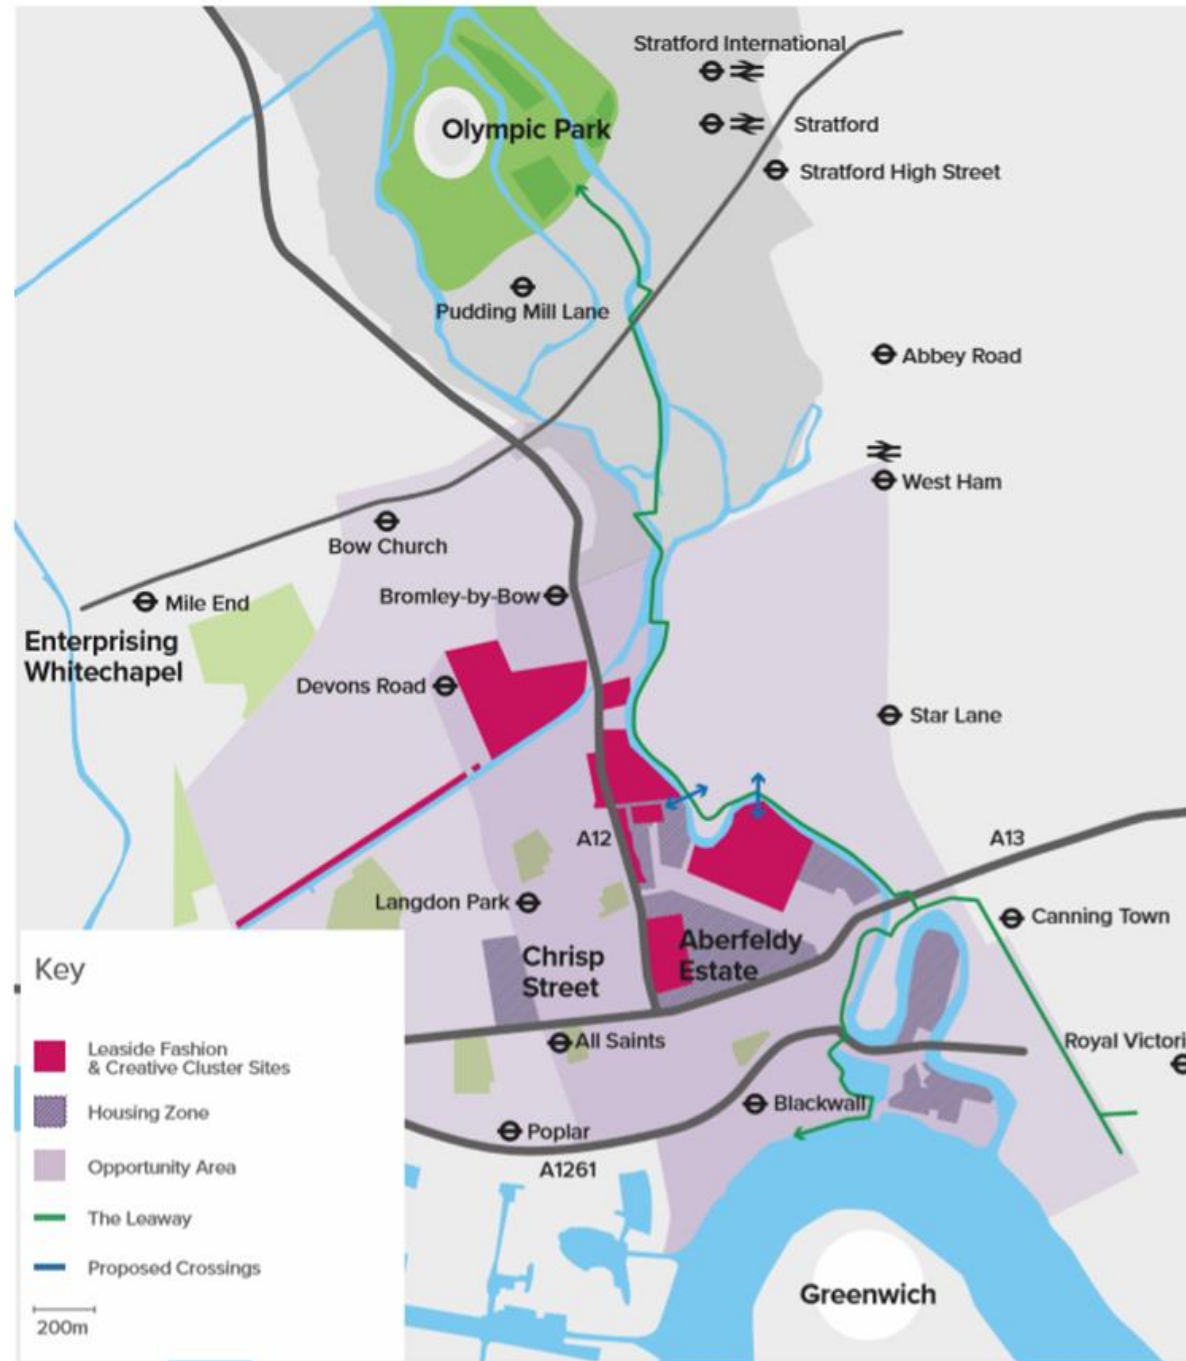 Stratford International
Olympic Park
Stratford
Stratford High Street
Pudding Mill Lane
Abbey Road
West Ham
Bow Church
Bromley-by-Bow
Mile End
Enterprising
Whitechapel
Devons Road
Star Lane
A12
A13
Langdon Park
Canning Town
Chrisp
Street
Aberfeldy
Estate
All Saints
Royal Victori
Blackwall
Poplar
A1261
Greenwich
Key
Leaside Fashion
& Creative Cluster Sites
Housing Zone
Opportunity Area
The Leaway
Proposed Crossings
200m